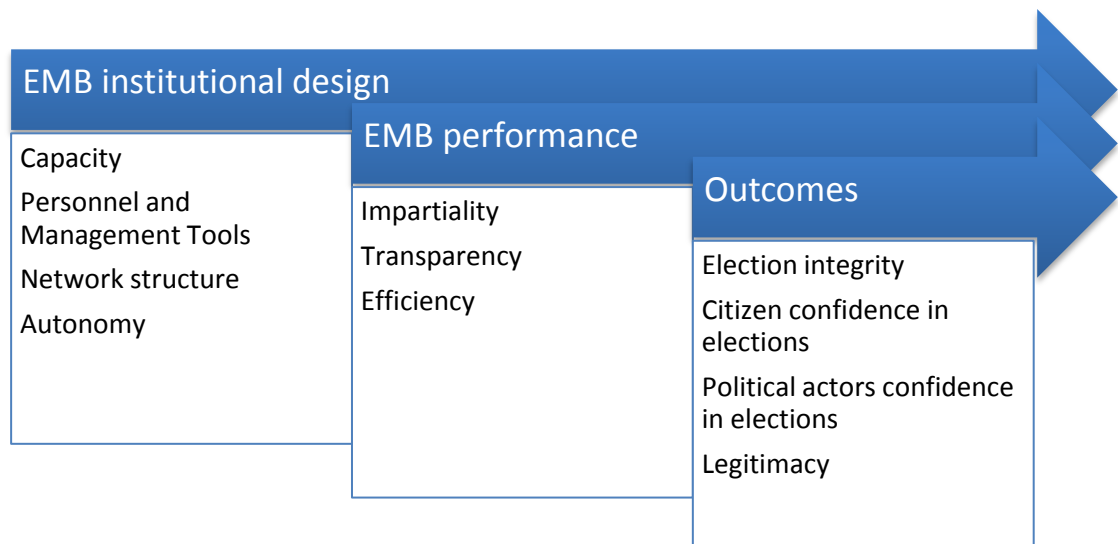 EMB institutional design
Capacity
Personnel and
Management Tools
Network structure
Autonomy
EMB performance
Impartiality
Transparency
Efficiency
Outcomes
Election integrity
Citizen confidence in
elections
Political actors confidence
in elections
Legitimacy